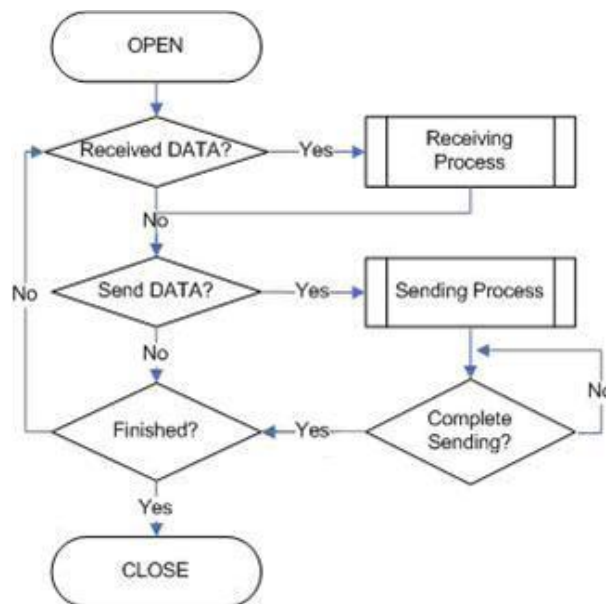 OPEN
Received DATA?
Yes
Receiving
Process
No
Send DATA?
Yes
Sending Process
No
No
No
Finished?
Yes
Complete
Sending?
Yes
CLOSE